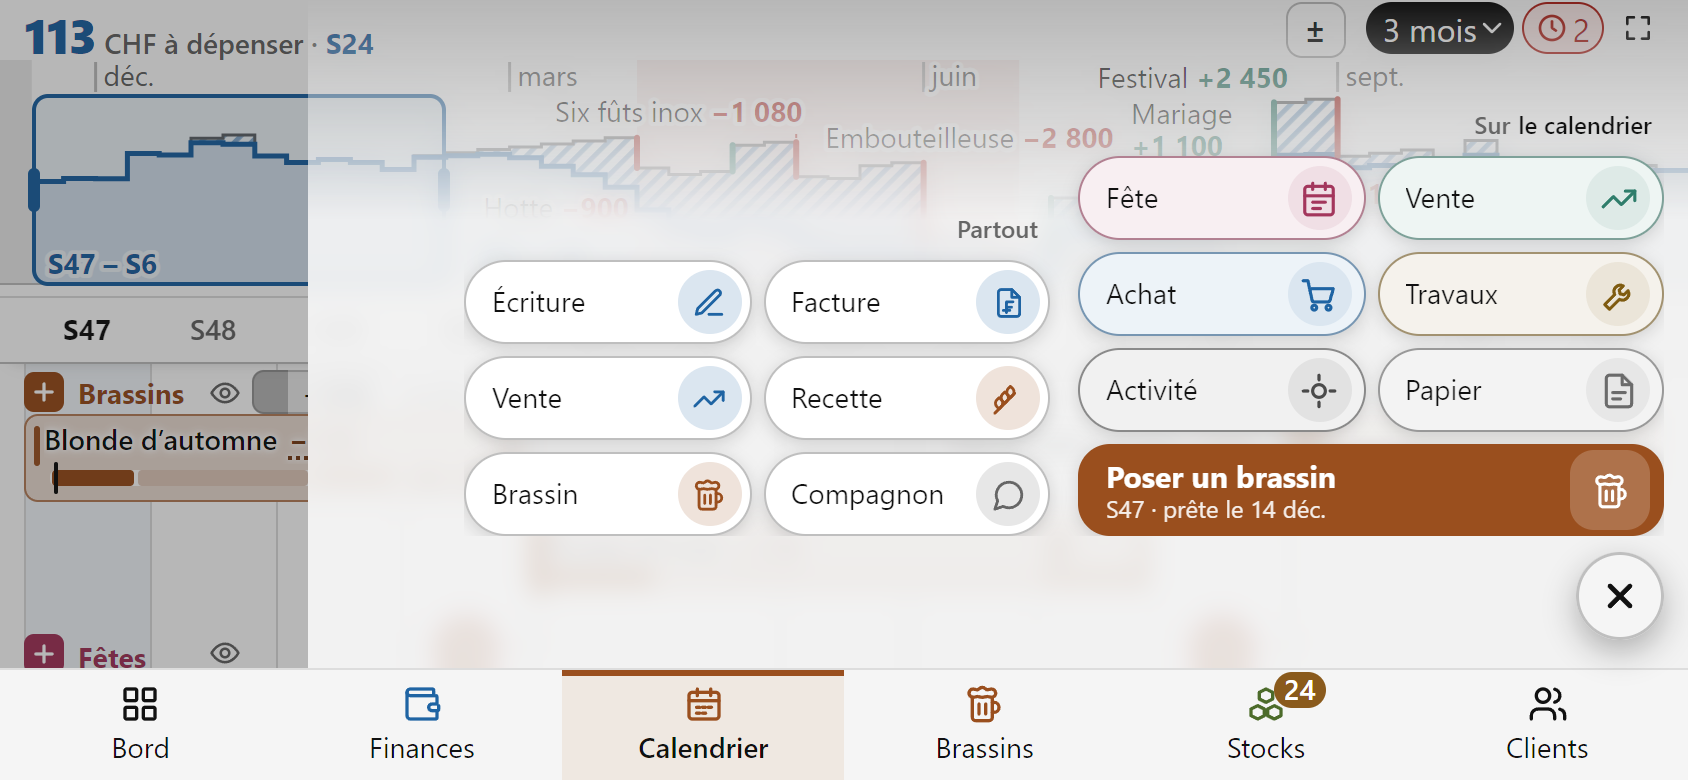 113 CHF à dépenser · S24
±
3 mois
2
déc.
mars
juin
sept.
Festival +2 450
Six fûts inox −1 080
Mariage
+1 100
Embouteilleuse −2 800
Hotte −900
S47 – S6
Sur le calendrier
Fête
Vente
Partout
Achat
Travaux
Écriture
Facture
S47
S48
Activité
Papier
Brassins
Vente
Recette
Blonde d’automne
Poser un brassin
S47 · prête le 14 déc.
Brassin
Compagnon
Fêtes
Bord
Finances
Calendrier
Brassins
24
Stocks
Clients